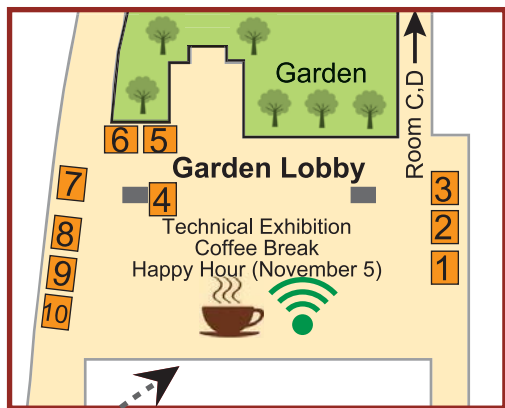 Garden
Room C,D
6
5
Garden Lobby
7
4
3
Technical Exhibition
2
8
Coffee Break
Happy Hour (November 5)
1
9
10